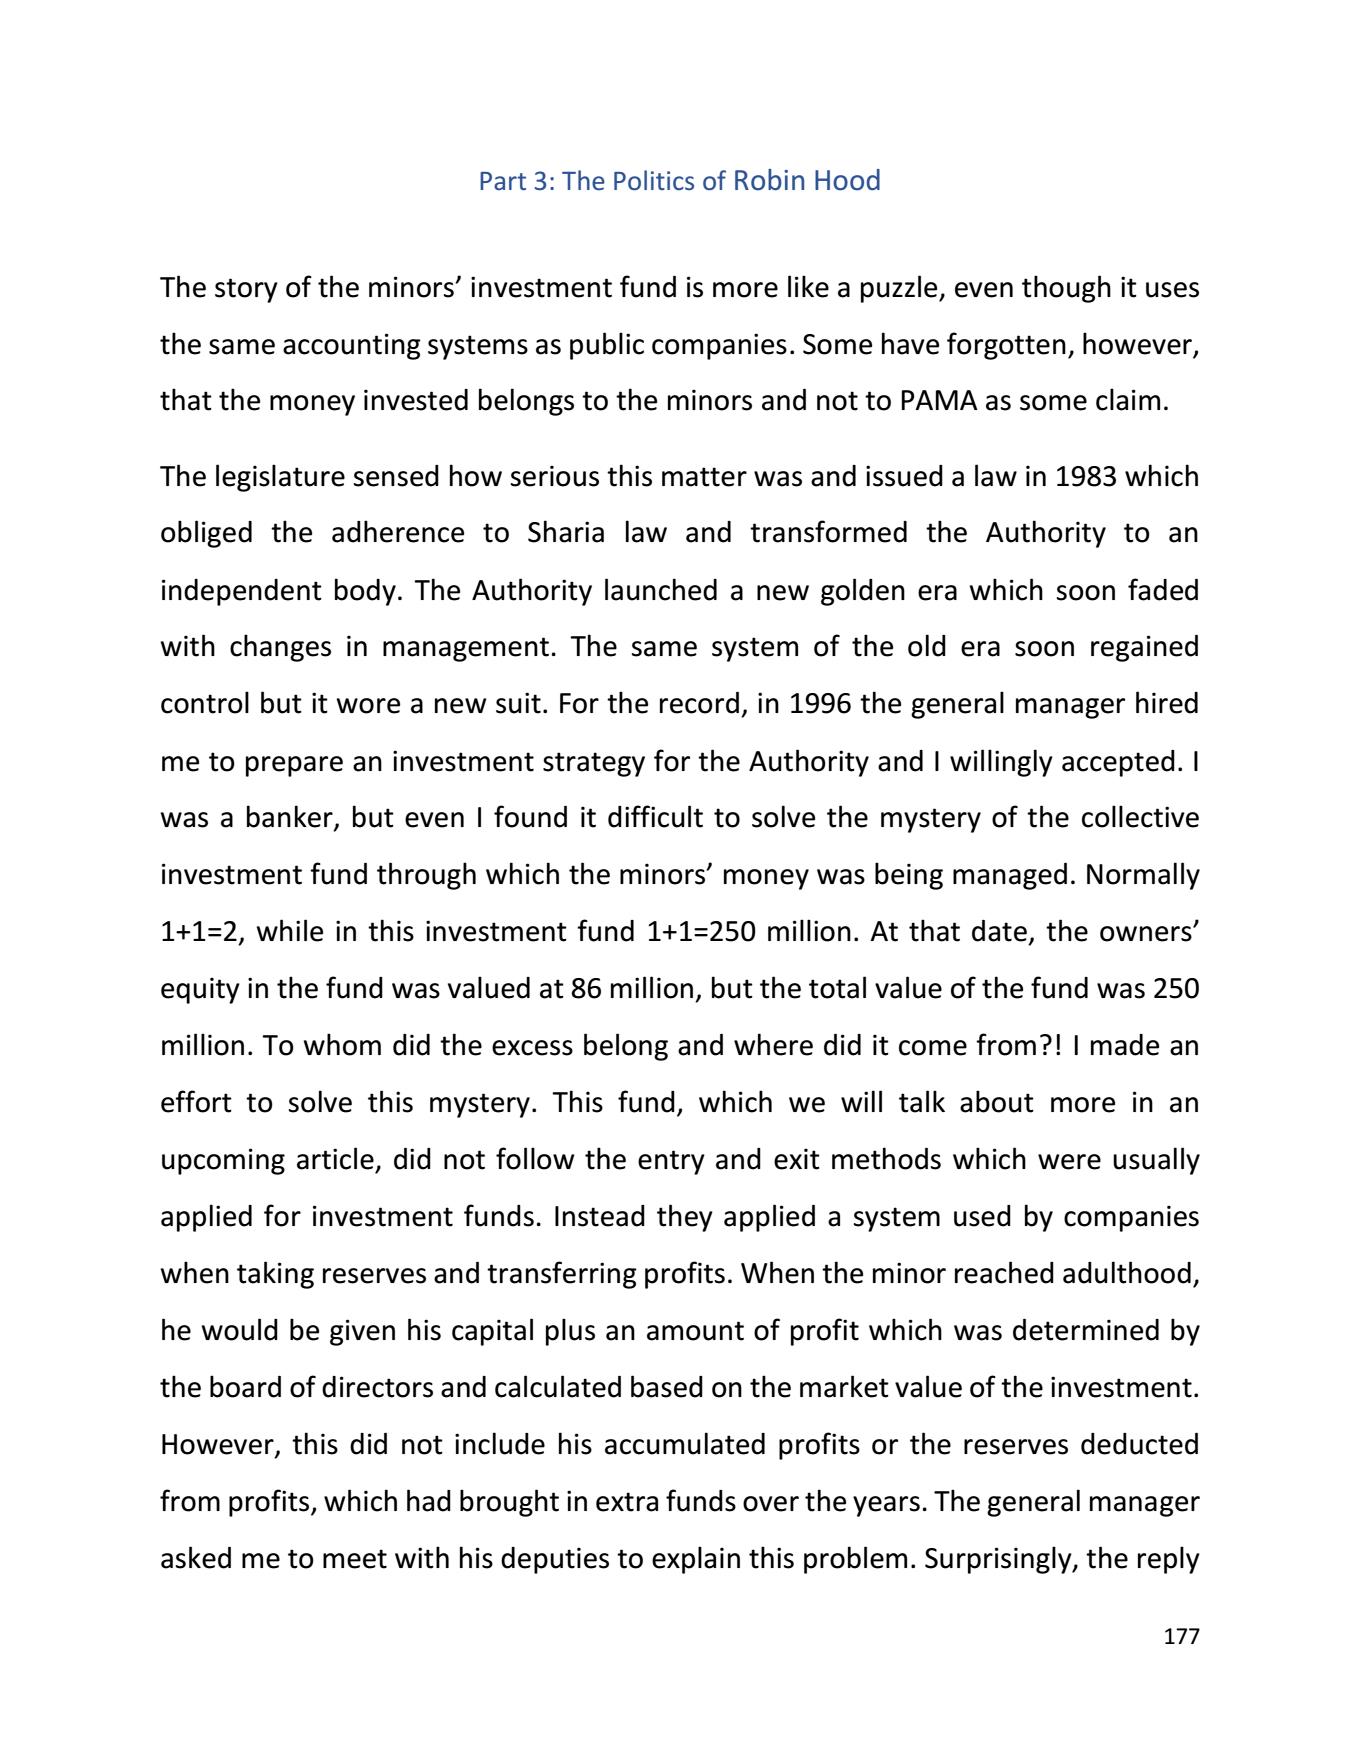 Part 3: The Politics of Robin Hood
The story of the minors’ investment fund is more like a puzzle, even though it uses
the same accounting systems as public companies. Some have forgotten, however,
that the money invested belongs to the minors and not to PAMA as some claim.
The legislature sensed how serious this matter was and issued a law in 1983 which
obliged the adherence to Sharia law and transformed the Authority to an
independent body. The Authority launched a new golden era which soon faded
with changes in management. The same system of the old era soon regained
control but it wore a new suit. For the record, in 1996 the general manager hired
me to prepare an investment strategy for the Authority and I willingly accepted. I
was a banker, but even I found it difficult to solve the mystery of the collective
investment fund through which the minors’ money was being managed. Normally
1+1=2, while in this investment fund 1+1=250 million. At that date, the owners’
equity in the fund was valued at 86 million, but the total value of the fund was 250
million. To whom did the excess belong and where did it come from?! I made an
effort to solve this mystery. This fund, which we will talk about more in an
upcoming article, did not follow the entry and exit methods which were usually
applied for investment funds. Instead they applied a system used by companies
when taking reserves and transferring profits. When the minor reached adulthood,
he would be given his capital plus an amount of profit which was determined by
the board of directors and calculated based on the market value of the investment.
However, this did not include his accumulated profits or the reserves deducted
from profits, which had brought in extra funds over the years. The general manager
asked me to meet with his deputies to explain this problem. Surprisingly, the reply
177